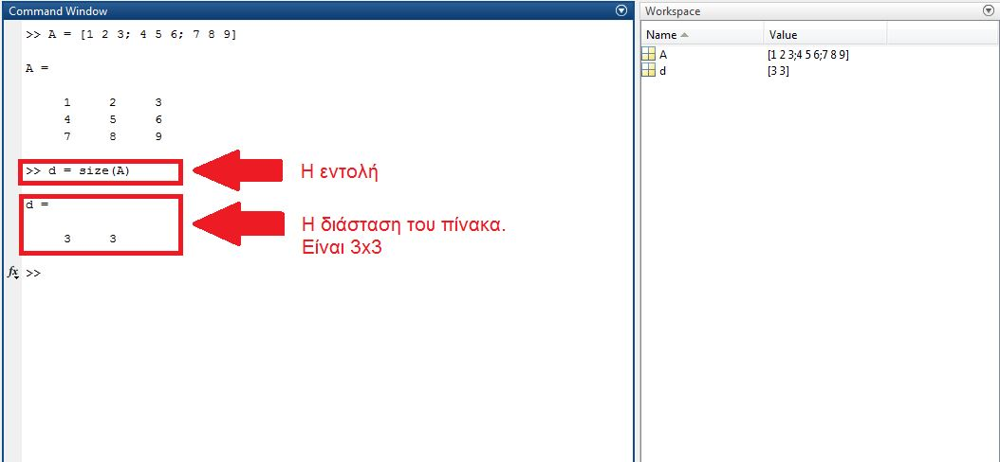 Command Window
>> A = [1 2 3; 4 5 6; 7 8 9]
A =
1 2 3
4 5 6
7 8 9
>> d = size(A)
d =
3 3
fx >>
Η εντολή
Η διάσταση του πίνακα.
Είναι 3x3
Workspace
Name Value
A [1 2 3;4 5 6;7 8 9]
d [3 3]